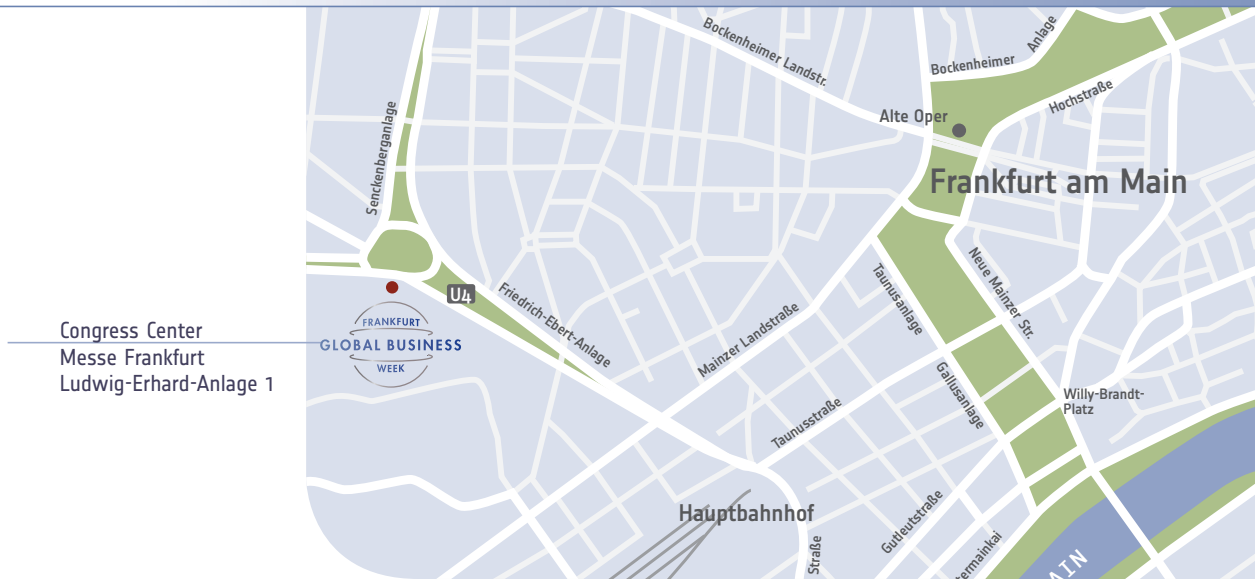 Congress Center
Messe Frankfurt
Ludwig-Erhard-Anlage 1
Senckenberganlage
Bockenheimer Landstr.
Bockenheimer
Anlage
Hochstraße
Alte Oper
Frankfurt am Main
U4
Friedrich-Ebert-Anlage
FRANKFURT
GLOBAL BUSINESS
WEEK
Mainzer Landstraße
Taunusanlage
Neue Mainzer Str.
Gallusanlage
Willy-Brandt-
Platz
Taunusstraße
Hauptbahnhof
Gutleutstraße
Straße
termainkai
AIN